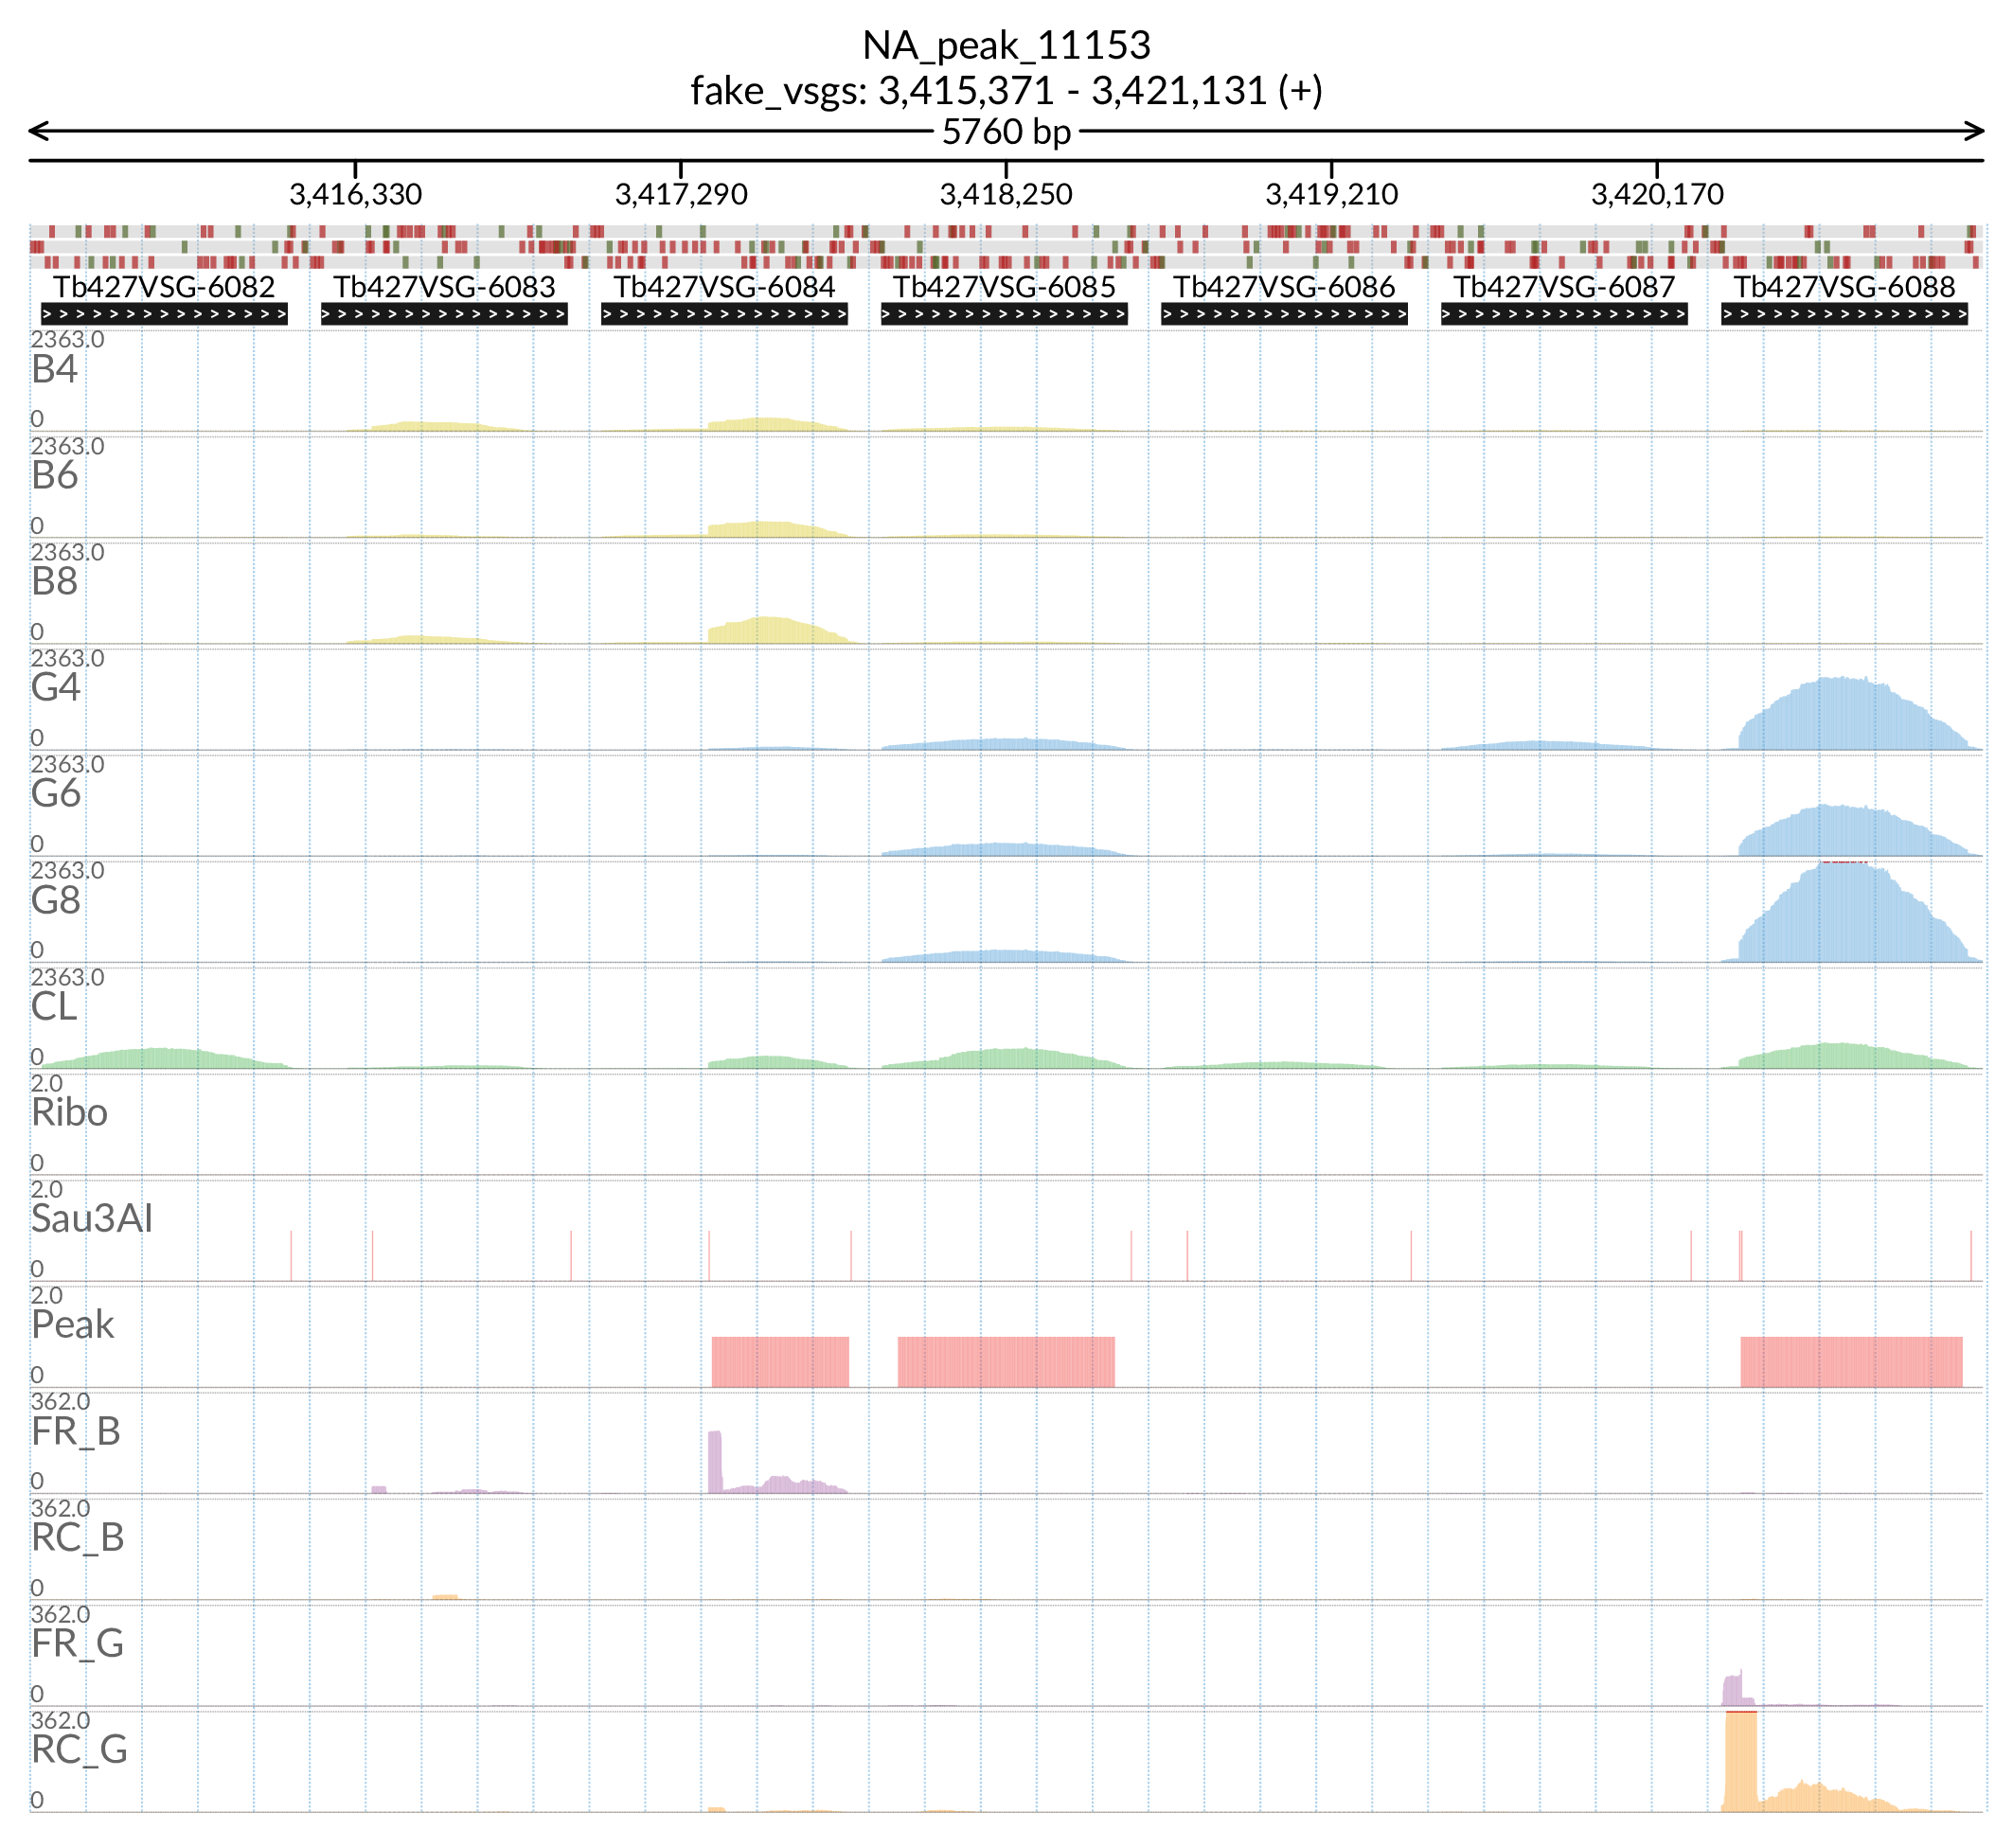 NA_peak_11153
fake_vsgs: 3,415,371 - 3,421,131 (+)
5760 bp
3,416,330 3,417,290 3,418,250 3,419,210 3,420,170
Tb427VSG-6082 Tb427VSG-6083 Tb427VSG-6084 Tb427VSG-6085 Tb427VSG-6086 Tb427VSG-6087 Tb427VSG-6088
2363.0
B4
0
2363.0
B6
0
2363.0
B8
0
2363.0
G4
0
2363.0
G6
0
2363.0
G8
0
2363.0
CL
0
2.0
Ribo
0
2.0
Sau3AI
0
2.0
Peak
0
362.0
FR_B
0
362.0
RC_B
0
362.0
FR_G
0
362.0
RC_G
0